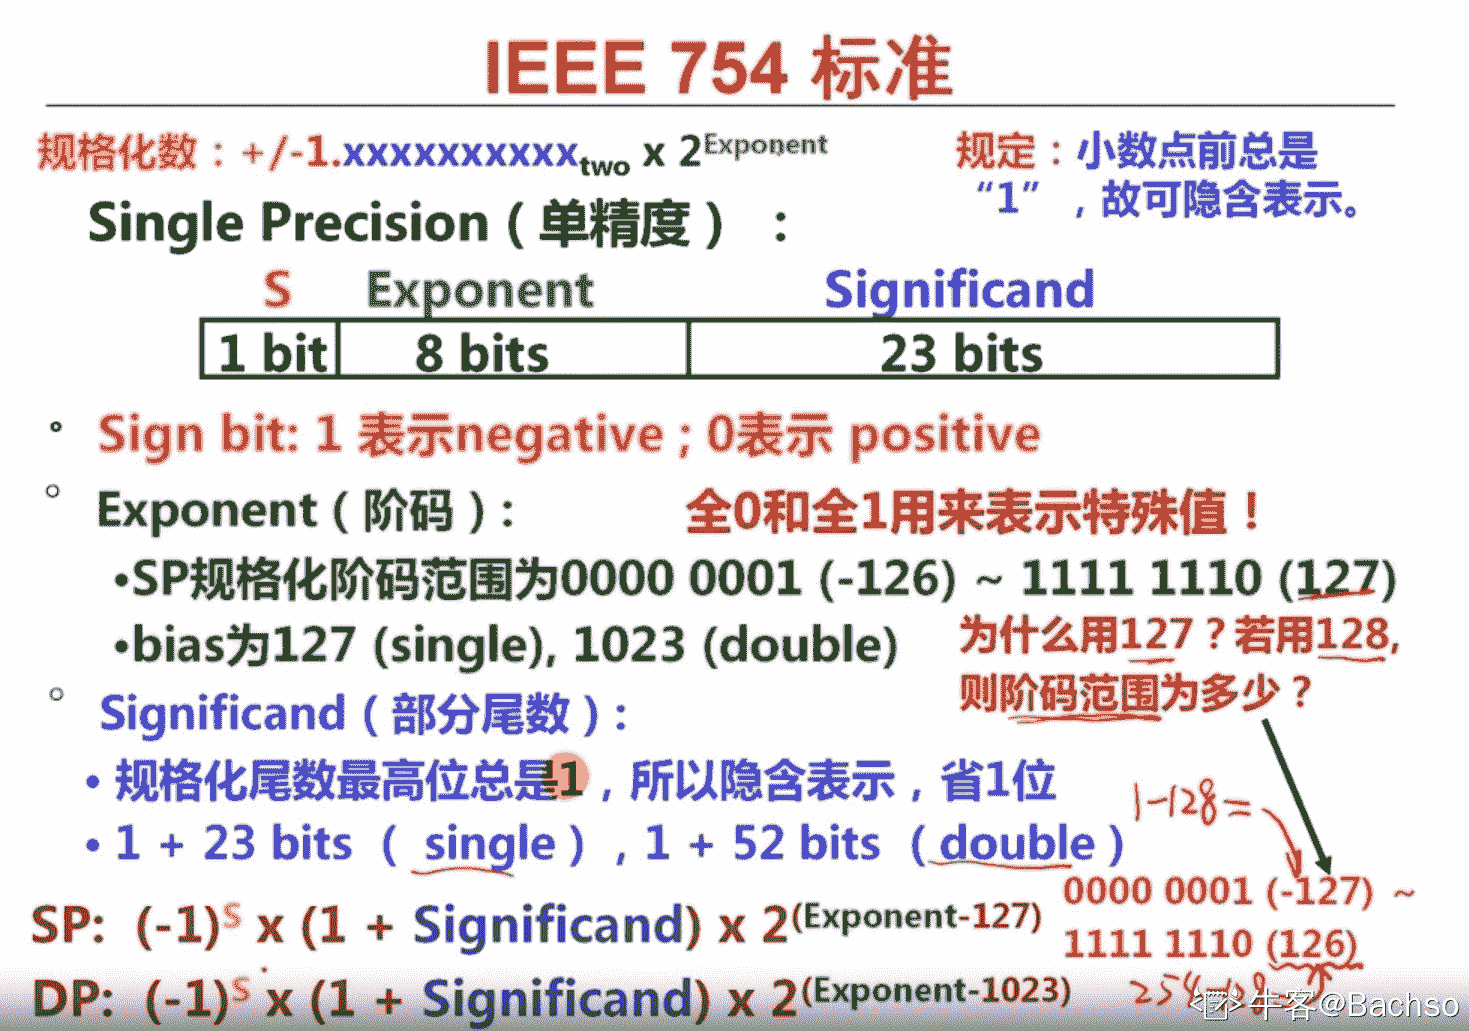 IEEE 754 标准
规格化数：+/-1.xxxxxxxxxxtwo x 2Exponent
规定：小数点前总是
“1”，故可隐含表示。
Single Precision（单精度）：
S Exponent Significand
1 bit 8 bits 23 bits
Sign bit: 1 表示negative；0表示 positive
Exponent（阶码）: 全0和全1用来表示特殊值！
•SP规格化阶码范围为0000 0001 (-126) ~ 1111 1110 (127)
•bias为127 (single), 1023 (double)
为什么用127？若用128,
则阶码范围为多少？
Significand（部分尾数）:
• 规格化尾数最高位总是1，所以隐含表示，省1位
• 1 + 23 bits （ single），1 + 52 bits （double）
1-128=
0000 0001 (-127) ~
1111 1110 (126)
SP: (-1)S x (1 + Significand) x 2(Exponent-127)
DP: (-1)S x (1 + Significand) x 2(Exponent-1023)
牛客@Bachso